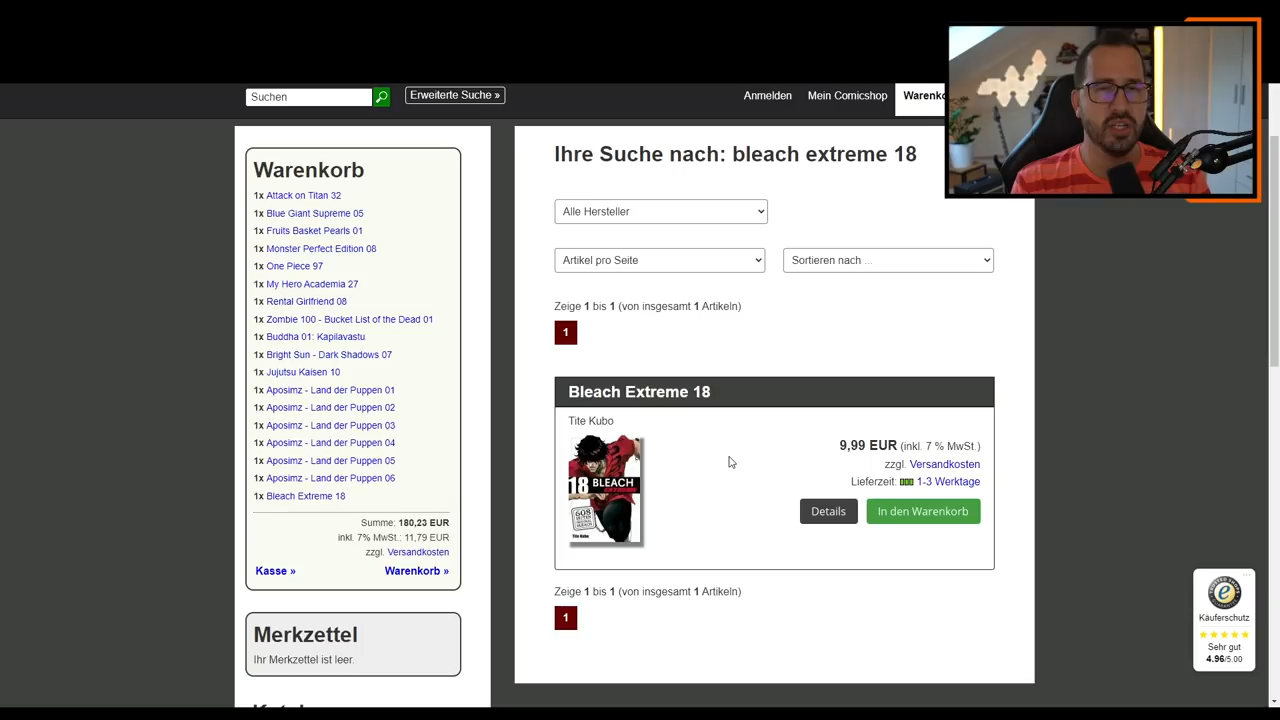 Suchen
Erweiterte Suche »
Anmelden
Mein Comicshop
Warenko
Warenkorb
1x Attack on Titan 32
1x Blue Giant Supreme 05
1x Fruits Basket Pearls 01
1x Monster Perfect Edition 08
1x One Piece 97
1x My Hero Academia 27
1x Rental Girlfriend 08
1x Zombie 100 - Bucket List of the Dead 01
1x Buddha 01: Kapilavastu
1x Bright Sun - Dark Shadows 07
1x Jujutsu Kaisen 10
1x Aposimz - Land der Puppen 01
1x Aposimz - Land der Puppen 02
1x Aposimz - Land der Puppen 03
1x Aposimz - Land der Puppen 04
1x Aposimz - Land der Puppen 05
1x Aposimz - Land der Puppen 06
1x Bleach Extreme 18
Summe: 180,23 EUR
inkl. 7% MwSt.: 11,79 EUR
zzgl. Versandkosten
Kasse »
Warenkorb »
Merkzettel
Ihr Merkzettel ist leer.
Ihre Suche nach: bleach extreme 18
Alle Hersteller
Artikel pro Seite
Sortieren nach ...
Zeige 1 bis 1 (von insgesamt 1 Artikeln)
1
Bleach Extreme 18
Tite Kubo
18 BLEACH
EXTREME
608
Tite Kubo
9,99 EUR (inkl. 7 % MwSt.)
zzgl. Versandkosten
Lieferzeit: 1-3 Werktage
Details
In den Warenkorb
Zeige 1 bis 1 (von insgesamt 1 Artikeln)
1
Käuferschutz
Sehr gut
4.96/5.00